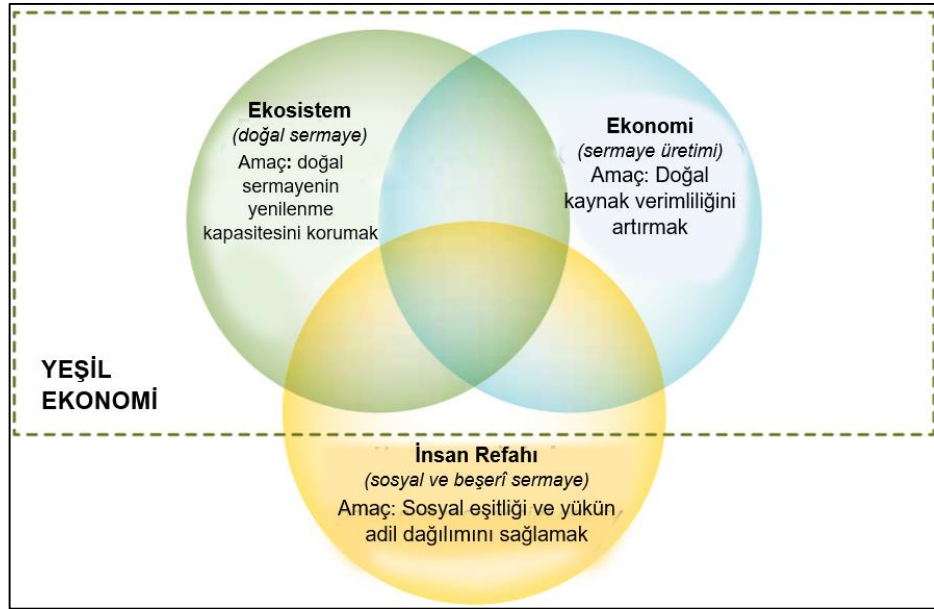 Ekosistem
(doğal sermaye)
Amaç: doğal
sermayenin
yenilenme
kapasitesini korumak
Ekonomi
(sermaye üretimi)
Amaç: Doğal
kaynak verimliliğini
artırmak
YEŞİL
EKONOMİ
İnsan Refahı
(sosyal ve beşerî sermaye)
Amaç: Sosyal eşitliği ve yükün
adil dağılımını sağlamak